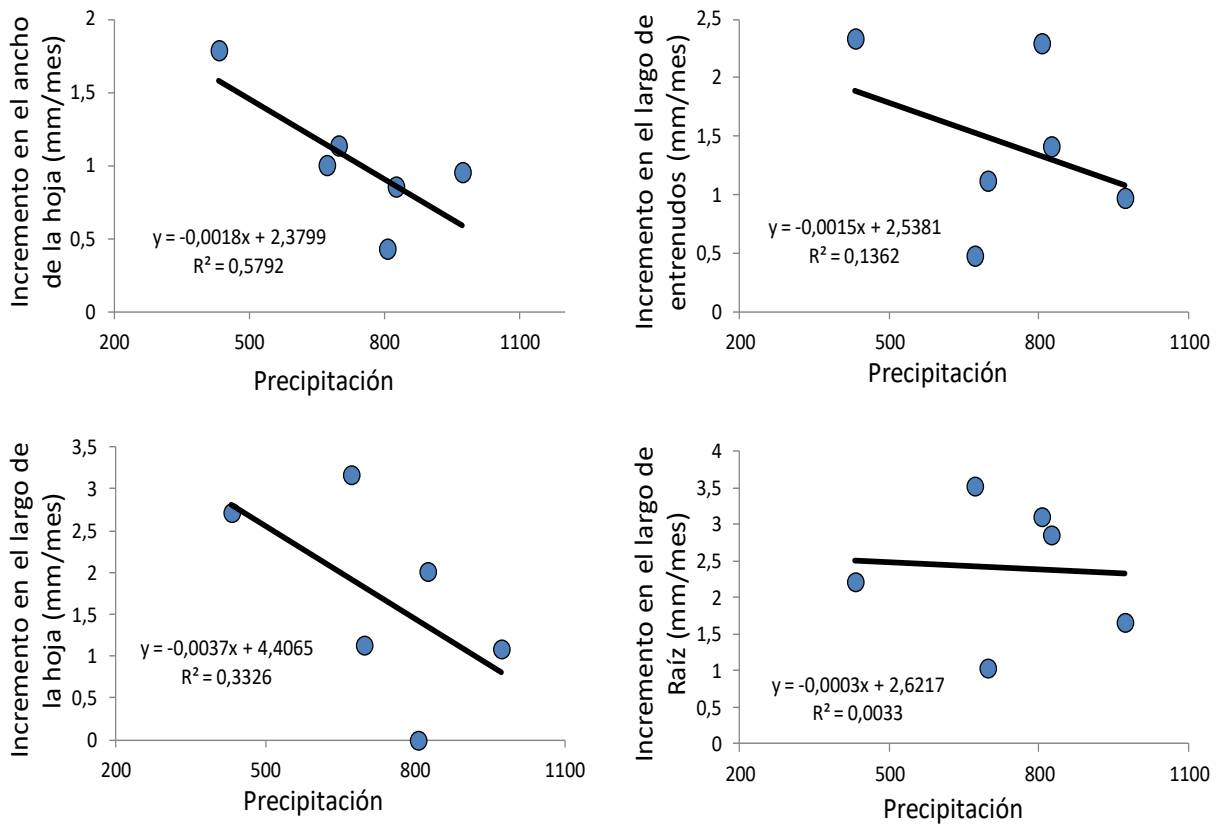 Incremento en el ancho
de la hoja (mm/mes)
2
1,5
1
0,5
0
y = -0,0018x + 2,3799
R² = 0,5792
200
500
800
1100
Precipitación
Incremento en el largo de
entrenudos (mm/mes)
2,5
2
1,5
1
0,5
0
y = -0,0015x + 2,5381
R² = 0,1362
200
500
800
1100
Precipitación
Incremento en el largo de
la hoja (mm/mes)
3,5
3
2,5
2
1,5
1
0,5
0
y = -0,0037x + 4,4065
R² = 0,3326
200
500
800
1100
Precipitación
Incremento en el largo de
Raíz (mm/mes)
4
3,5
3
2,5
2
1,5
1
0,5
0
y = -0,0003x + 2,6217
R² = 0,0033
200
500
800
1100
Precipitación